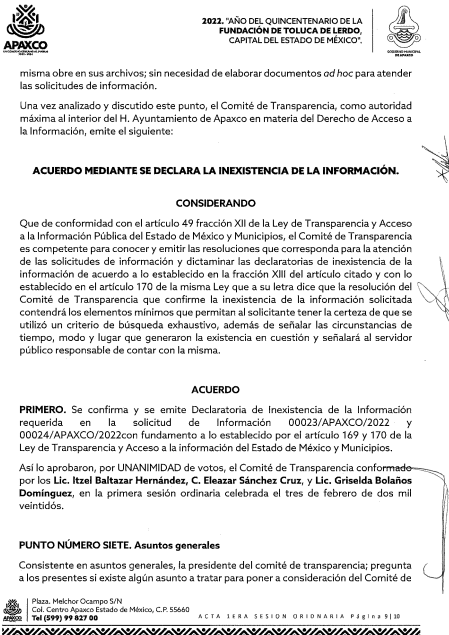 APAXCO
2022. "AÑO DEL QUINCENTENARIO DE LA
FUNDACIÓN DE TOLUCA DE LERDO,
CAPITAL DEL ESTADO DE MÉXICO".
GOBIERNO MUNICIPAL
DE APAXCO
misma obre en sus archivos; sin necesidad de elaborar documentos ad hoc para atender
las solicitudes de información.
Una vez analizado y discutido este punto, el Comité de Transparencia, como autoridad
máxima al interior del H. Ayuntamiento de Apaxco en materia del Derecho de Acceso a
la Información, emite el siguiente:
ACUERDO MEDIANTE SE DECLARA LA INEXISTENCIA DE LA INFORMACIÓN.
CONSIDERANDO
Que de conformidad con el artículo 49 fracción XII de la Ley de Transparencia y Acceso
a la Información Pública del Estado de México y Municipios, el Comité de Transparencia
es competente para conocer y emitir las resoluciones que corresponda para la atención
de las solicitudes de información y dictaminar las declaratorias de inexistencia de la
información de acuerdo a lo establecido en la fracción XIII del artículo citado y con lo
establecido en el artículo 170 de la misma Ley que a su letra dice que la resolución del
Comité de Transparencia que confirme la inexistencia de la información solicitada
contendrá los elementos mínimos que permitan al solicitante tener la certeza de que se
utilizó un criterio de búsqueda exhaustivo, además de señalar las circunstancias de
tiempo, modo y lugar que generaron la existencia en cuestión y señalará al servidor
público responsable de contar con la misma.
ACUERDO
PRIMERO. Se confirma y se emite Declaratoria de Inexistencia de la Información
requerida en la solicitud de Información 00023/APAXCO/2022 y
00024/APAXCO/2022con fundamento a lo establecido por el artículo 169 y 170 de la
Ley de Transparencia y Acceso a la información del Estado de México y Municipios.
Así lo aprobaron, por UNANIMIDAD de votos, el Comité de Transparencia conformado
por los Lic. Itzel Baltazar Hernández, C. Eleazar Sánchez Cruz, y Lic. Griselda Bolaños
Domínguez, en la primera sesión ordinaria celebrada el tres de febrero de dos mil
veintidós.
PUNTO NÚMERO SIETE. Asuntos generales
Consistente en asuntos generales, la presidente del comité de transparencia; pregunta
a los presentes si existe algún asunto a tratar para poner a consideración del Comité de
Plaza. Melchor Ocampo S/N
Col. Centro Apaxco Estado de México, C.P. 55660
Tel (599) 99 827 00
ACTA 1ERA SESION ORDINARIA Página 9|10